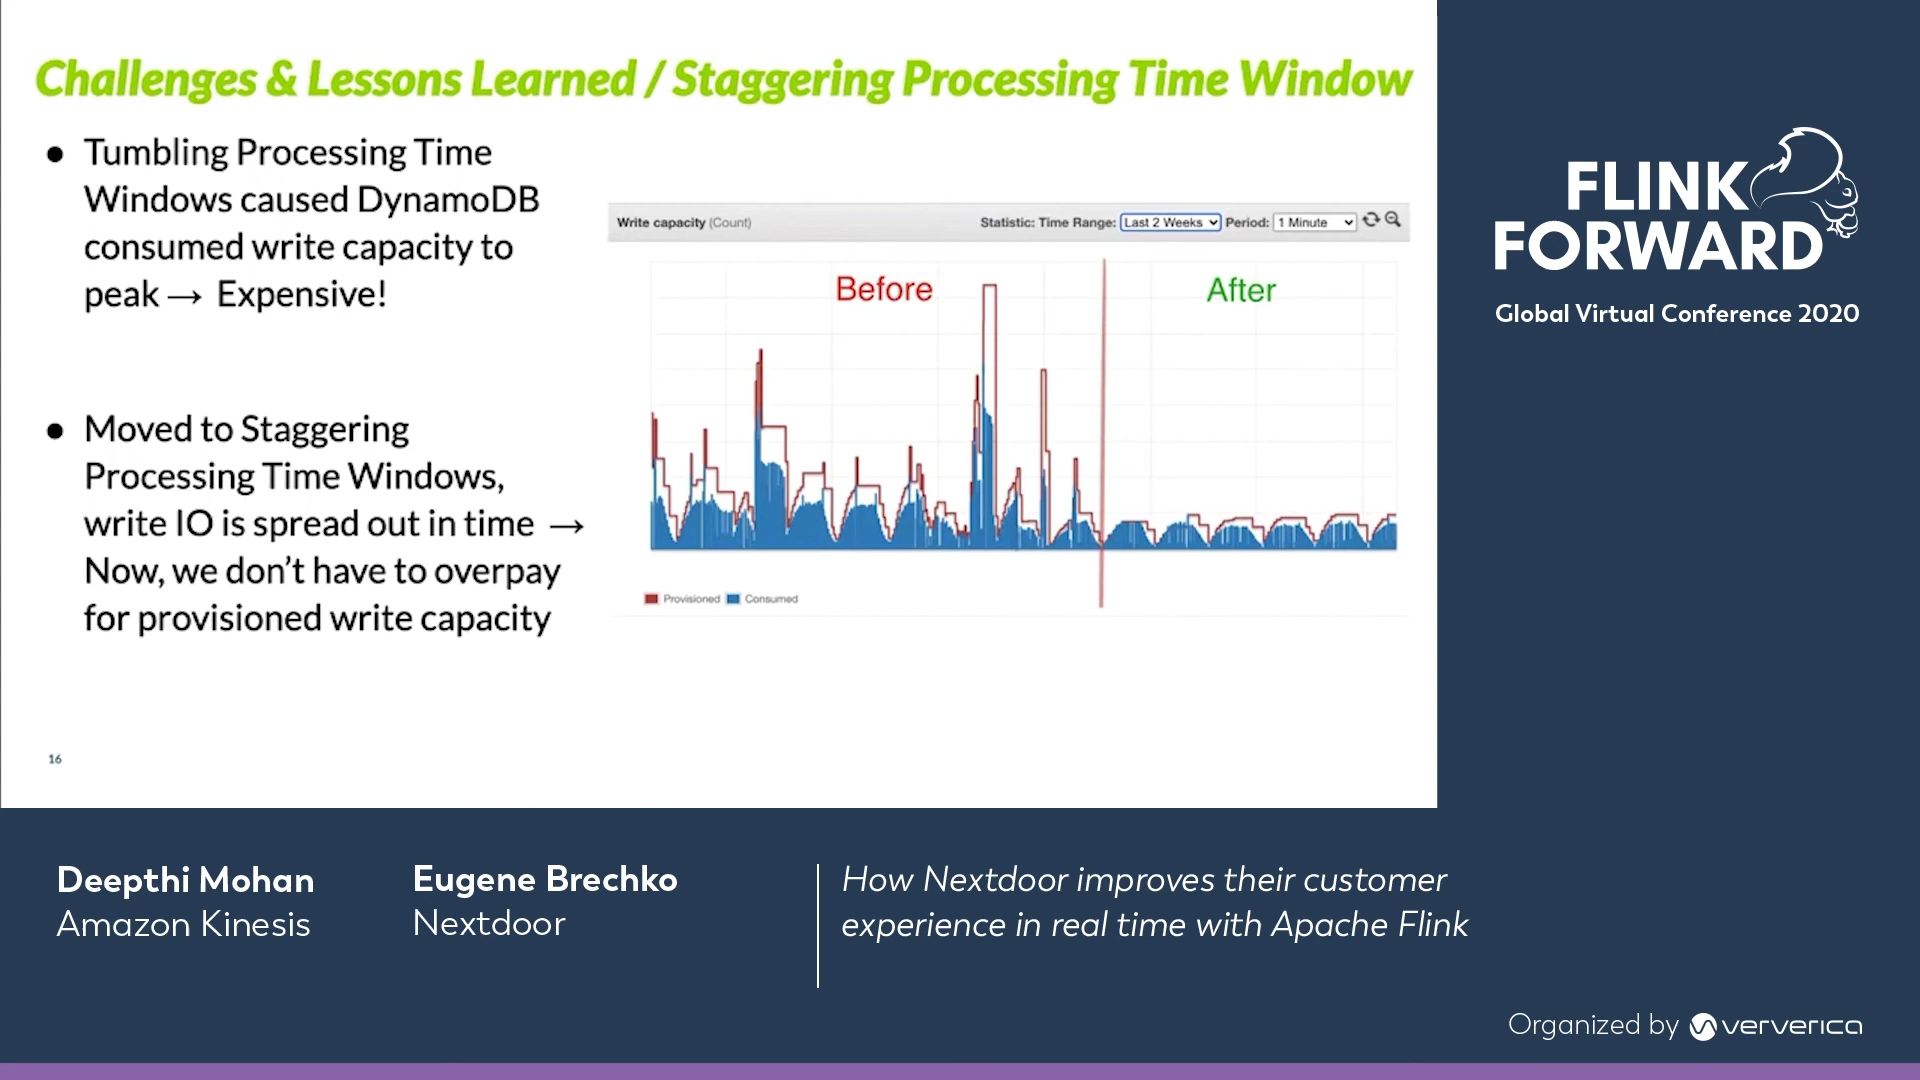 Challenges & Lessons Learned / Staggering Processing Time Window
● Tumbling Processing Time
Windows caused DynamoDB
consumed write capacity to
peak → Expensive!
● Moved to Staggering
Processing Time Windows,
write IO is spread out in time →
Now, we don't have to overpay
for provisioned write capacity
Write capacity (Count) Statistic: Time Range: Last 2 Weeks Period: 1 Minute
Before After
Provisioned Consumed
16
FLINK
FORWARD
Global Virtual Conference 2020
Deepthi Mohan
Amazon Kinesis
Eugene Brechko
Nextdoor
How Nextdoor improves their customer
experience in real time with Apache Flink
Organized by ververica